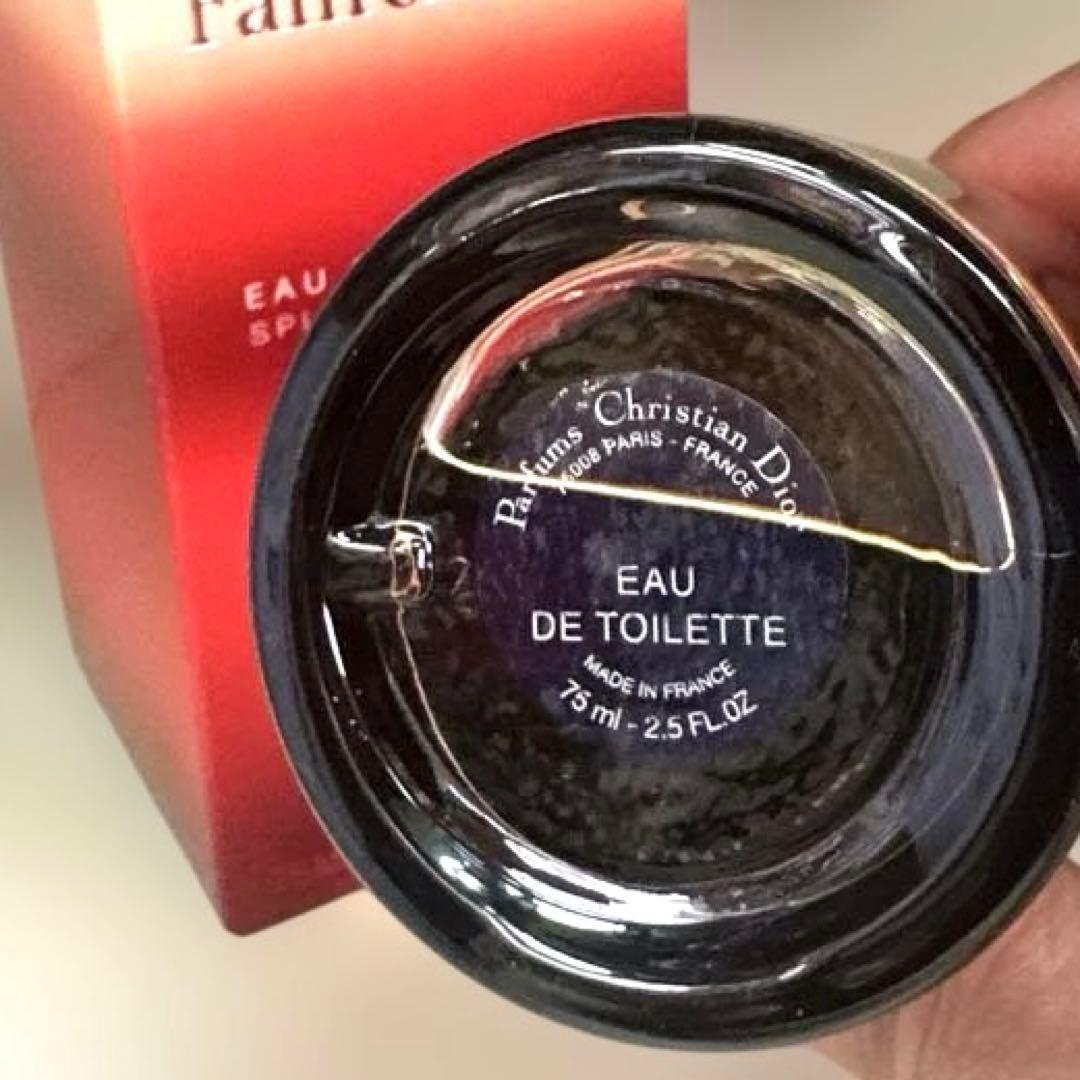 EAU
Parfums Christian Dior
PARIS - FRANCE
EAU
DE TOILETTE
MADE IN FRANCE
75 ml - 2.5 FL.OZ